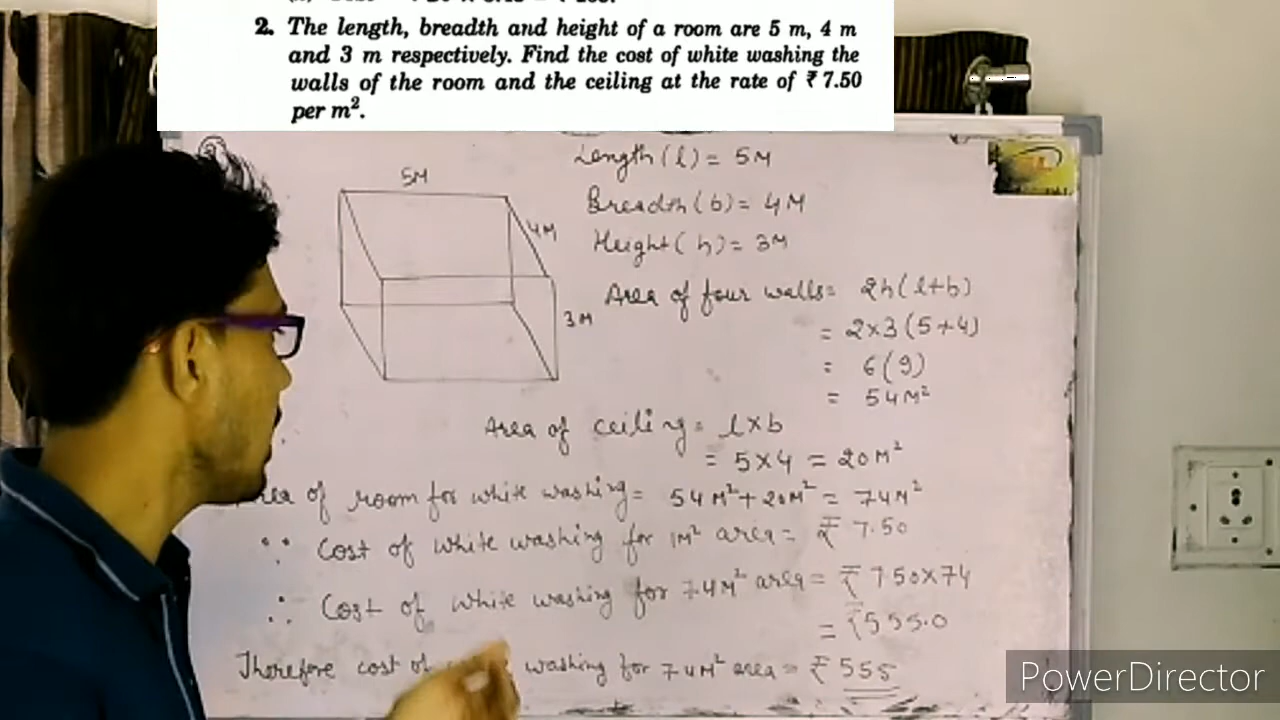 2. The length, breadth and height of a room are 5 m, 4 m
and 3 m respectively. Find the cost of white washing the
walls of the room and the ceiling at the rate of ₹ 7.50
per m².
Length (l) = 5M
5M
Breadth (b) = 4M
4M
Height (h) = 3M
3M
Area of four walls = 2h(l+b)
= 2×3(5+4)
= 6(9)
= 54M²
Area of ceiling = l×b
= 5×4 = 20M²
of room for white washing = 54M²+20M² = 74M²
∵ Cost of white washing for 1M² area = ₹ 7.50
∴ Cost of white washing for 74M² area = ₹ 7.50×74
= ₹555.0
Therefore cost of washing for 74M² area = ₹ 555
PowerDirector